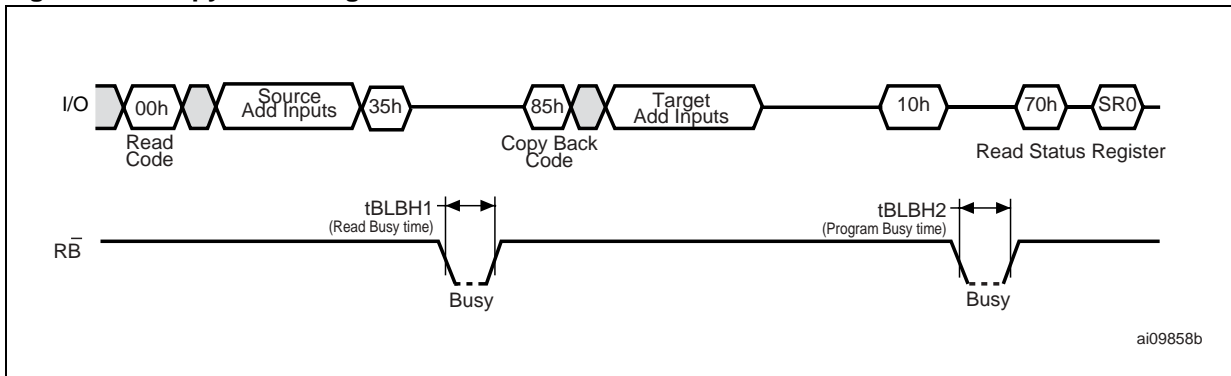 I/O
00h
Source
Add Inputs
35h
85h
Target
Add Inputs
10h
70h
SR0
Read
Code
Copy Back
Code
Read Status Register
tBLBH1
(Read Busy time)
tBLBH2
(Program Busy time)
RB
Busy
Busy
ai09858b